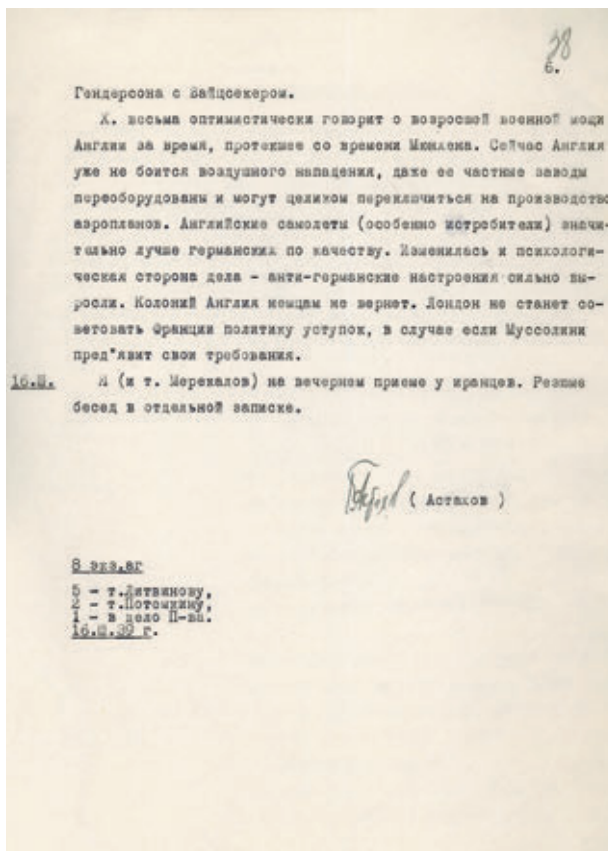 38
6.
Гендерсона с Вайцсекером.
Х. весьма оптимистически говорит о возросшей военной мощи
Англии за время, протекшее со времени Мюнхена. Сейчас Англия
уже не боится воздушного нападения, даже ее частные заводы
переоборудованы и могут целиком переключиться на производство
аэропланов. Английские самолеты (особенно истребители) значи-
тельно лучше германских по качеству. Изменилась и психологи-
ческая сторона дела - анти-германские настроения сильно вы-
росли. Колоний Англия немцам не вернет. Лондон не станет со-
ветовать Франции политику уступок, в случае если Муссолини
пред"явит свои требования.
16.Ш. Я (и т. Мерекалов) на вечернем приеме у иранцев. Резюме
бесед в отдельной записке.
( Астахов )
8 экз.аг
5 - т.Литвинову,
2 - т.Потемкину,
1 - в дело П-ва.
16.Ш.39 г.